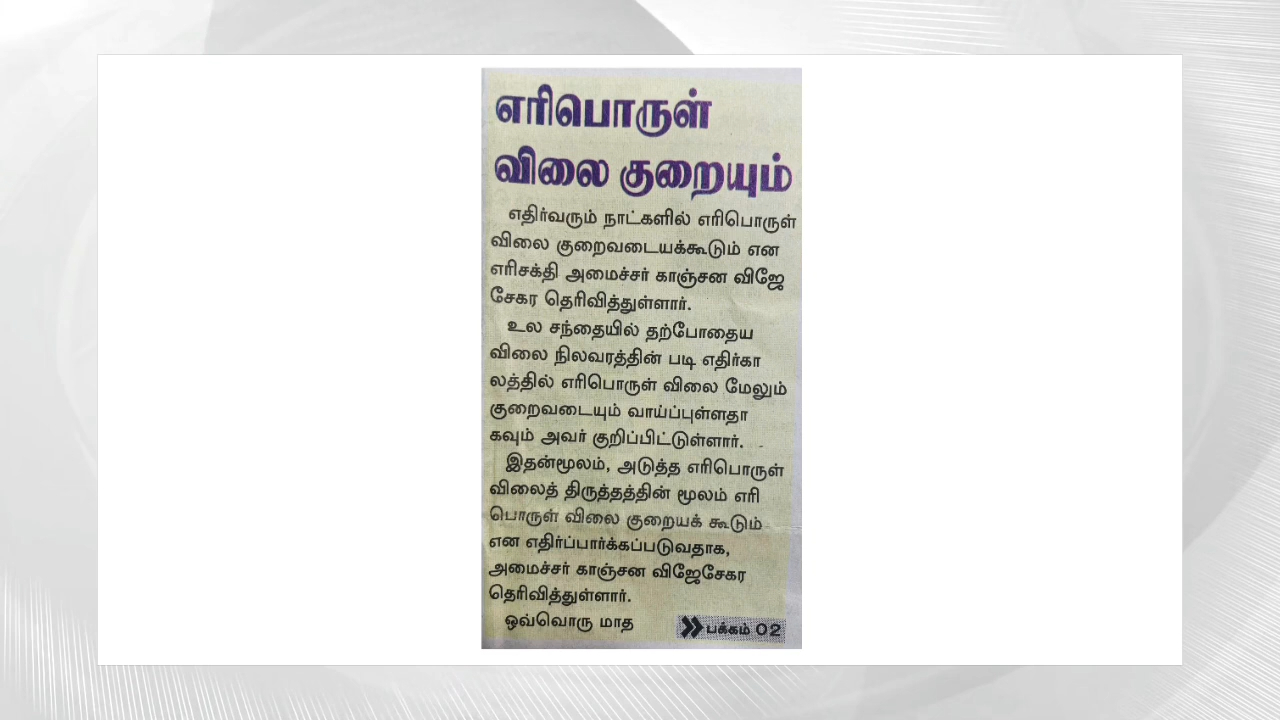 எரிபொருள்
விலை குறையும்
எதிர்வரும் நாட்களில் எரிபொருள்
விலை குறைவடையக்கூடும் என
எரிசக்தி அமைச்சர் காஞ்சன விஜே
சேகர தெரிவித்துள்ளார்.
உல சந்தையில் தற்போதைய
விலை நிலவரத்தின் படி எதிர்கா
லத்தில் எரிபொருள் விலை மேலும்
குறைவடையும் வாய்ப்புள்ளதா
கவும் அவர் குறிப்பிட்டுள்ளார்.
இதன்மூலம், அடுத்த எரிபொருள்
விலைத் திருத்தத்தின் மூலம் எரி
பொருள் விலை குறையக் கூடும்
என எதிர்ப்பார்க்கப்படுவதாக,
அமைச்சர் காஞ்சன விஜேசேகர
தெரிவித்துள்ளார்.
ஒவ்வொரு மாத
பக்கம் 02